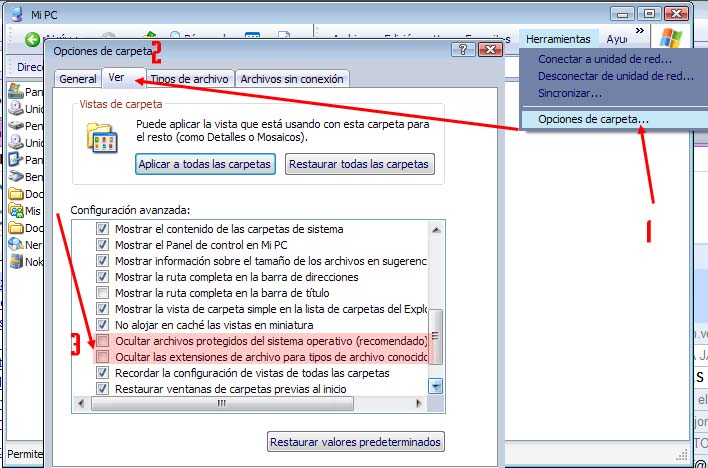 Mi PC
Herramientas
Ayu
»
Conectar a unidad de red...
Desconectar de unidad de red...
Sincronizar...
Opciones de carpeta...
1
Direc
Opciones de carpeta
2
General
Ver
Tipos de archivo
Archivos sin conexión
Vistas de carpeta
Puede aplicar la vista que está usando con esta carpeta para
el resto (como Detalles o Mosaicos).
Aplicar a todas las carpetas
Restaurar todas las carpetas
Configuración avanzada:
Mostrar el contenido de las carpetas de sistema
Mostrar el Panel de control en Mi PC
Mostrar información sobre el tamaño de los archivos en sugerenc
Mostrar la ruta completa en la barra de direcciones
Mostrar la ruta completa en la barra de título
Mostrar la vista de carpeta simple en la lista de carpetas del Explo
No alojar en caché las vistas en miniatura
3
Ocultar archivos protegidos del sistema operativo (recomendado)
Ocultar las extensiones de archivo para tipos de archivo conocido
Recordar la configuración de vistas de todas las carpetas
Restaurar ventanas de carpetas previas al inicio
Restaurar valores predeterminados
Pan
Unid
Pen
Unid
Pan
Ben
Doc
Mis
Doc
Ner
Nok
Permite